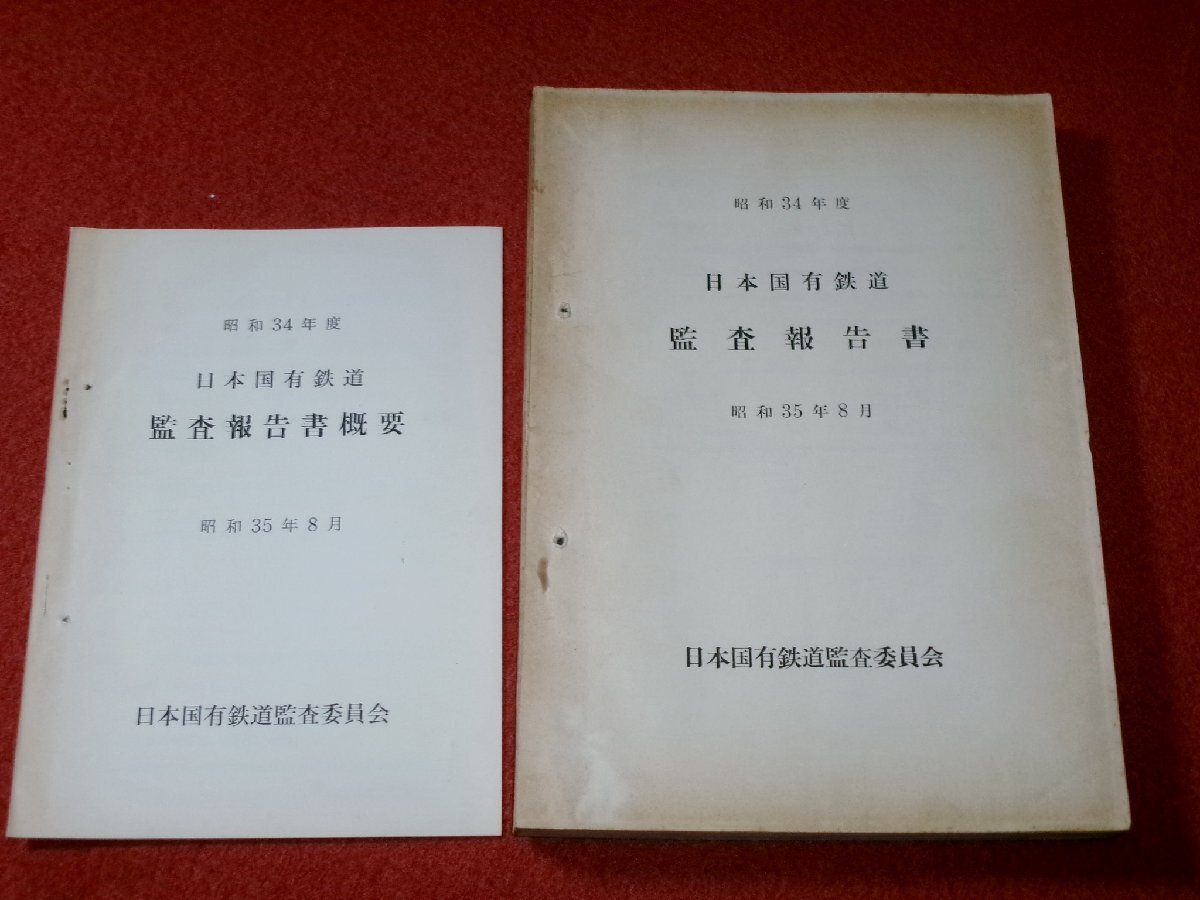 昭和34年度
日本国有鉄道
監査報告書概要
昭和35年8月
日本国有鉄道監査委員会
昭和34年度
日本国有鉄道
監査報告書
昭和35年8月
日本国有鉄道監査委員会